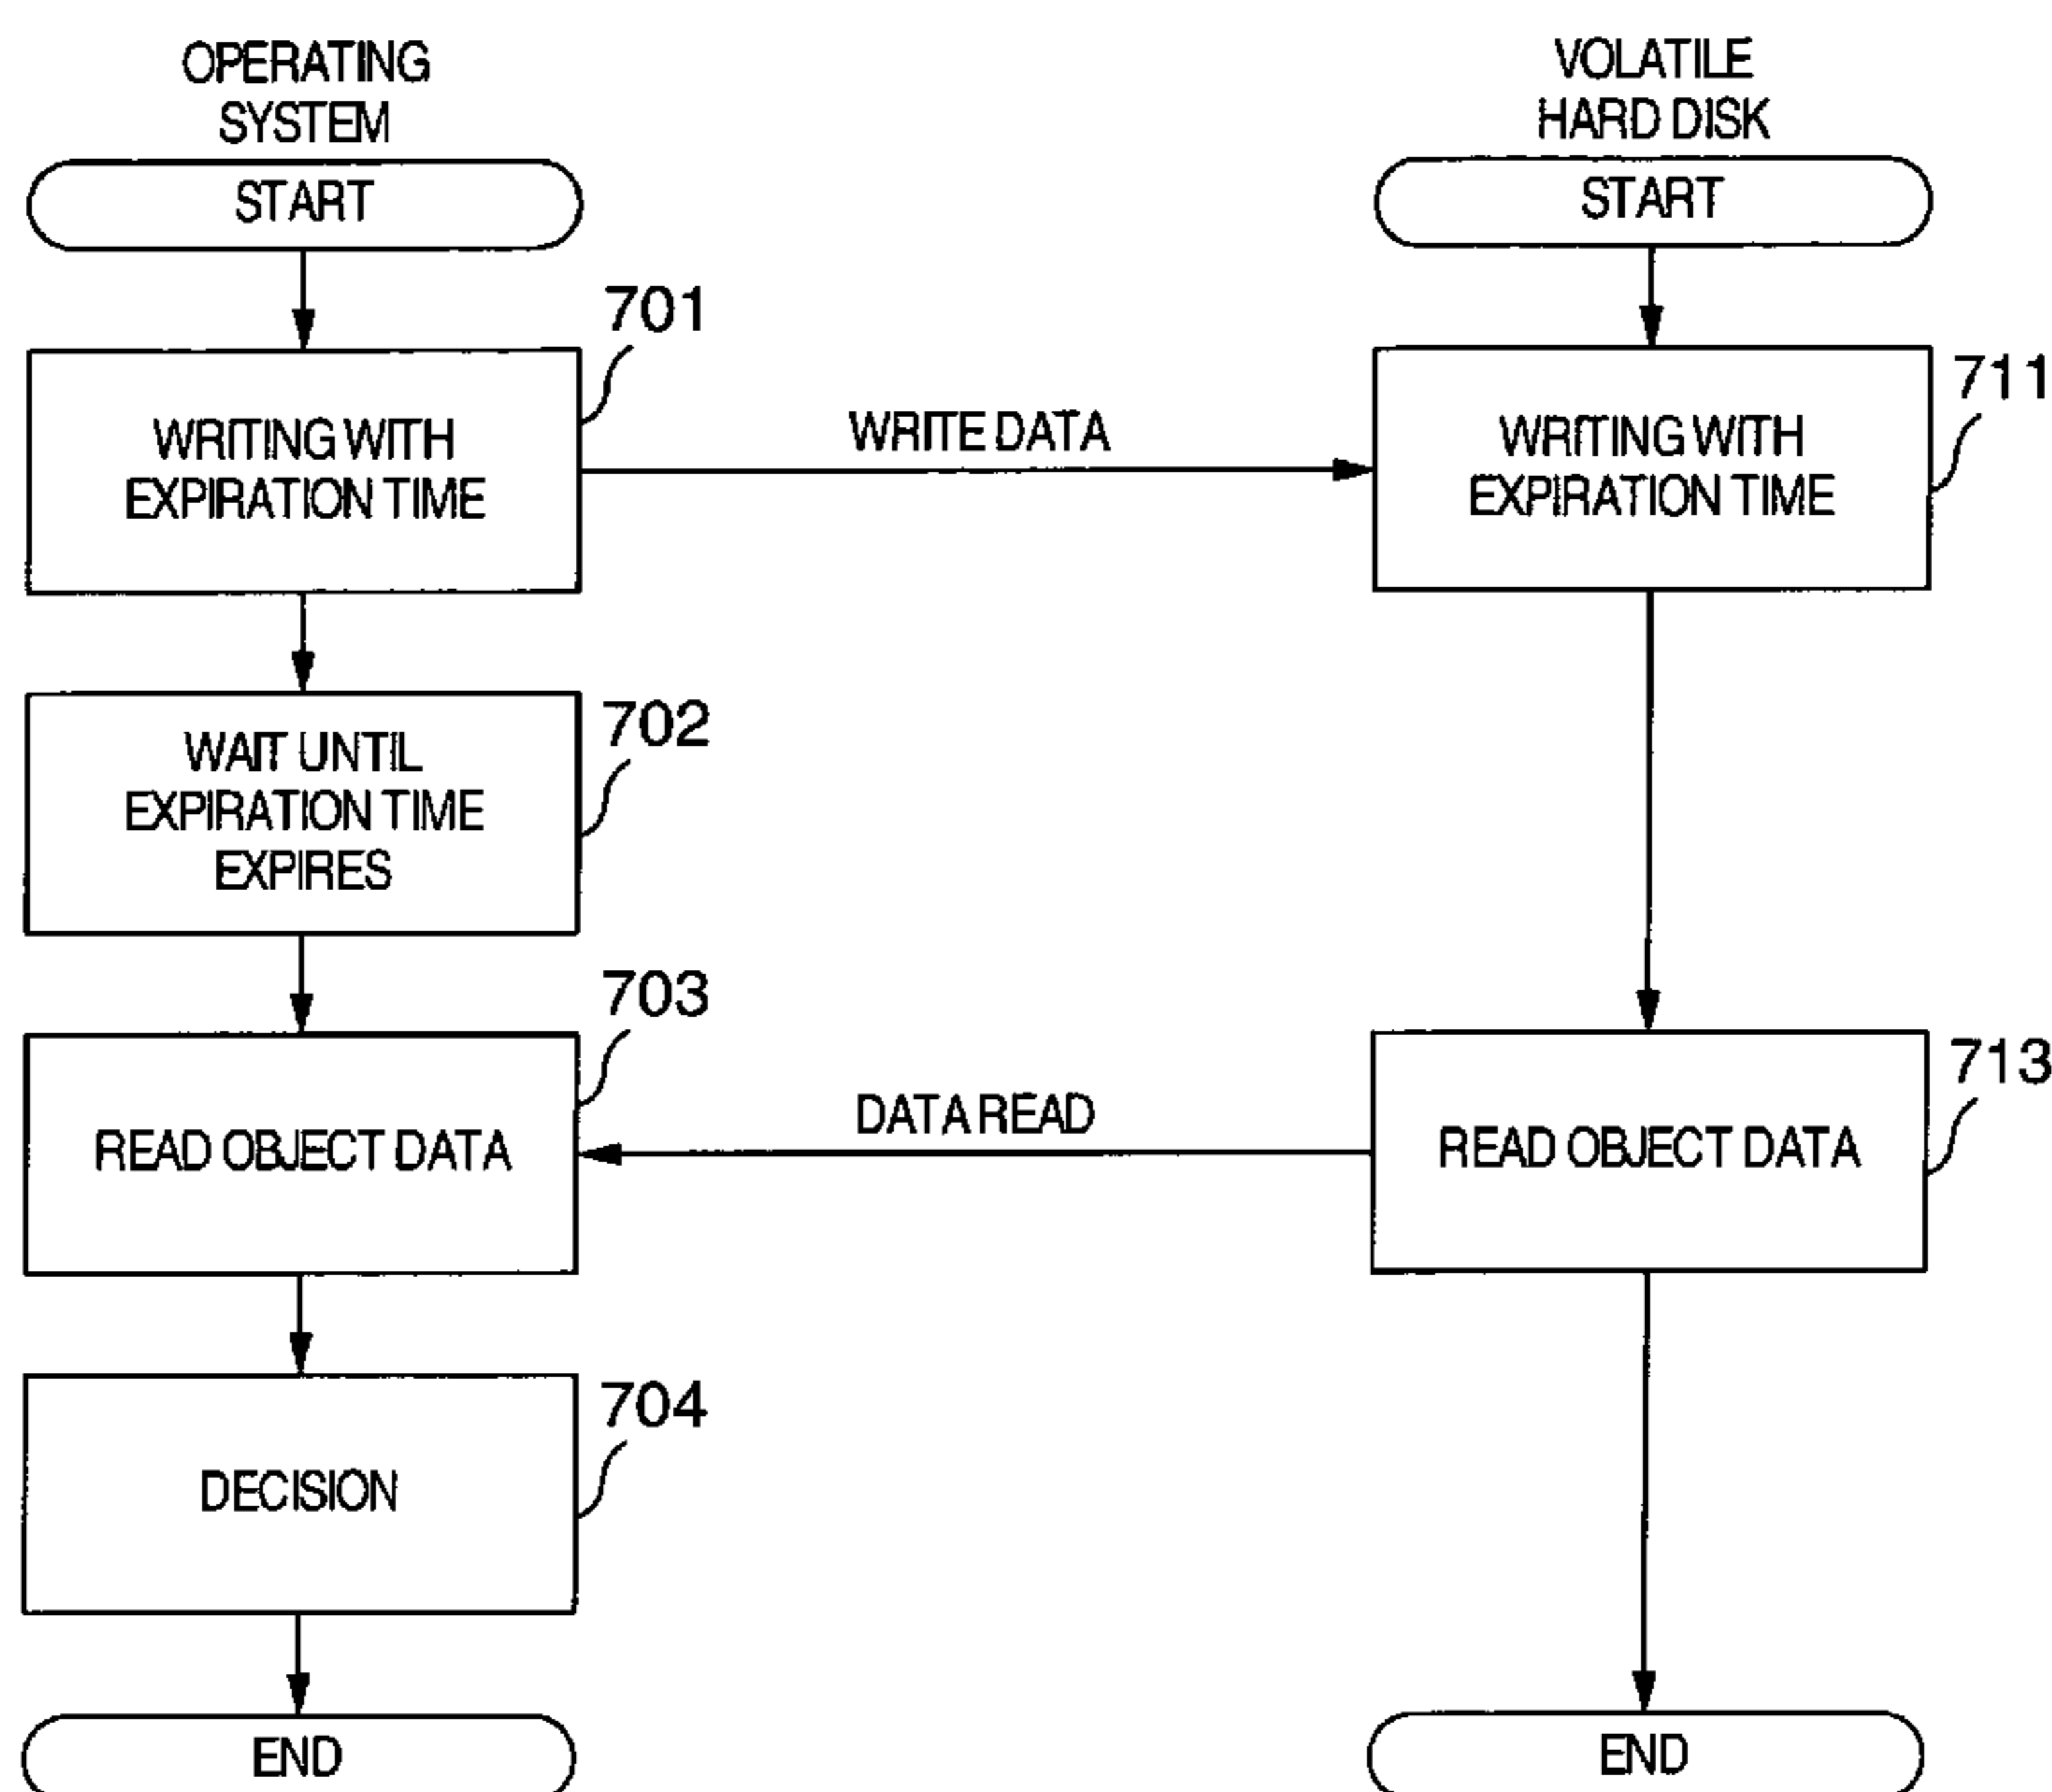 OPERATING
SYSTEM
VOLATILE
HARD DISK
START
START
701
711
WRITING WITH
EXPIRATION TIME
WRITE DATA
WRITING WITH
EXPIRATION TIME
702
WAIT UNTIL
EXPIRATION TIME
EXPIRES
703
713
READ OBJECT DATA
DATA READ
READ OBJECT DATA
704
DECISION
END
END